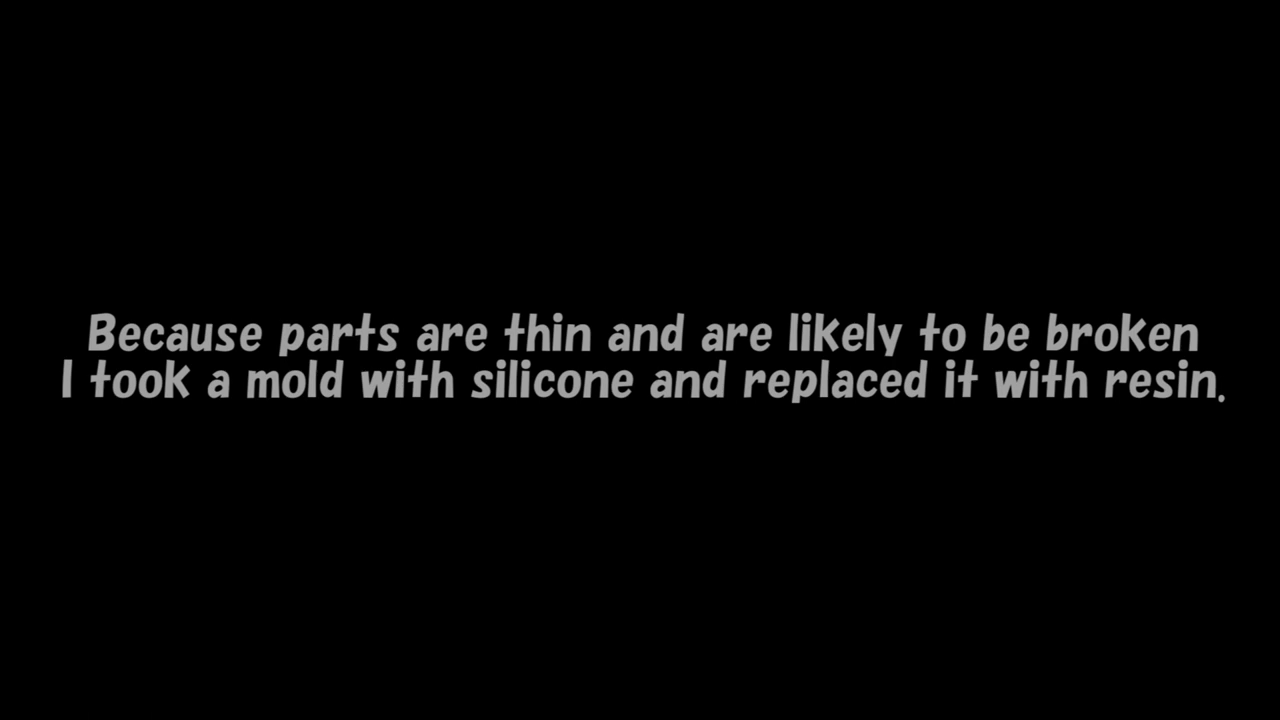 Because parts are thin and are likely to be broken
I took a mold with silicone and replaced it with resin.